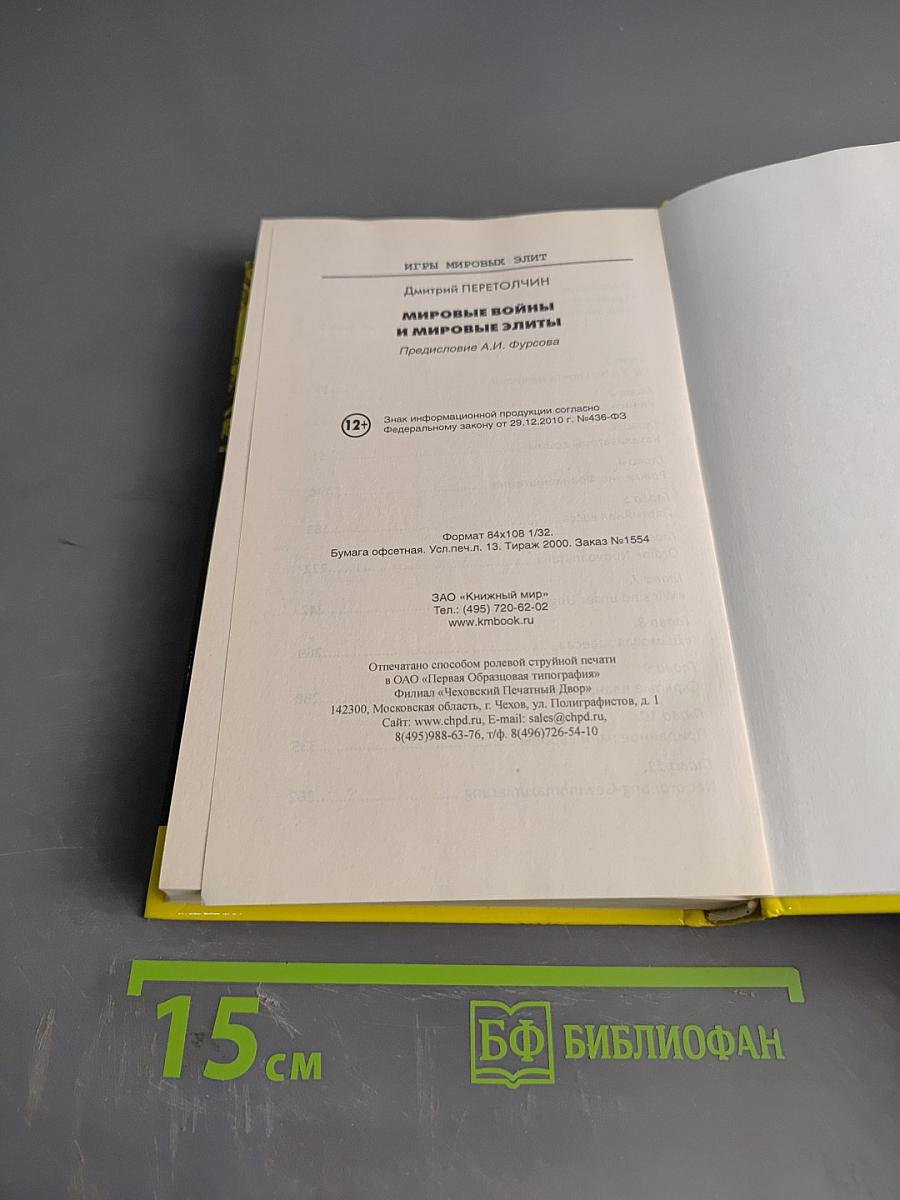 ИГРЫ МИРОВЫХ ЭЛИТ
Дмитрий ПЕРЕТОЛЧИН
МИРОВЫЕ ВОЙНЫ
И МИРОВЫЕ ЭЛИТЫ
Предисловие А.И. Фурсова
12+
Знак информационной продукции согласно
Федеральному закону от 29.12.2010 г. №436-ФЗ
Формат 84х108 1/32.
Бумага офсетная. Усл.печ.л. 13. Тираж 2000. Заказ №1554
ЗАО «Книжный мир»
Тел.: (495) 720-62-02
www.kmbook.ru
Отпечатано способом ролевой струйной печати
в ОАО «Первая Образцовая типография»
Филиал «Чеховский Печатный Двор»
142300, Московская область, г. Чехов, ул. Полиграфистов, д. 1
Сайт: www.chpd.ru, E-mail: sales@chpd.ru,
8(495)988-63-76, т/ф. 8(496)726-54-10
15 см
БФ БИБЛИОФАН